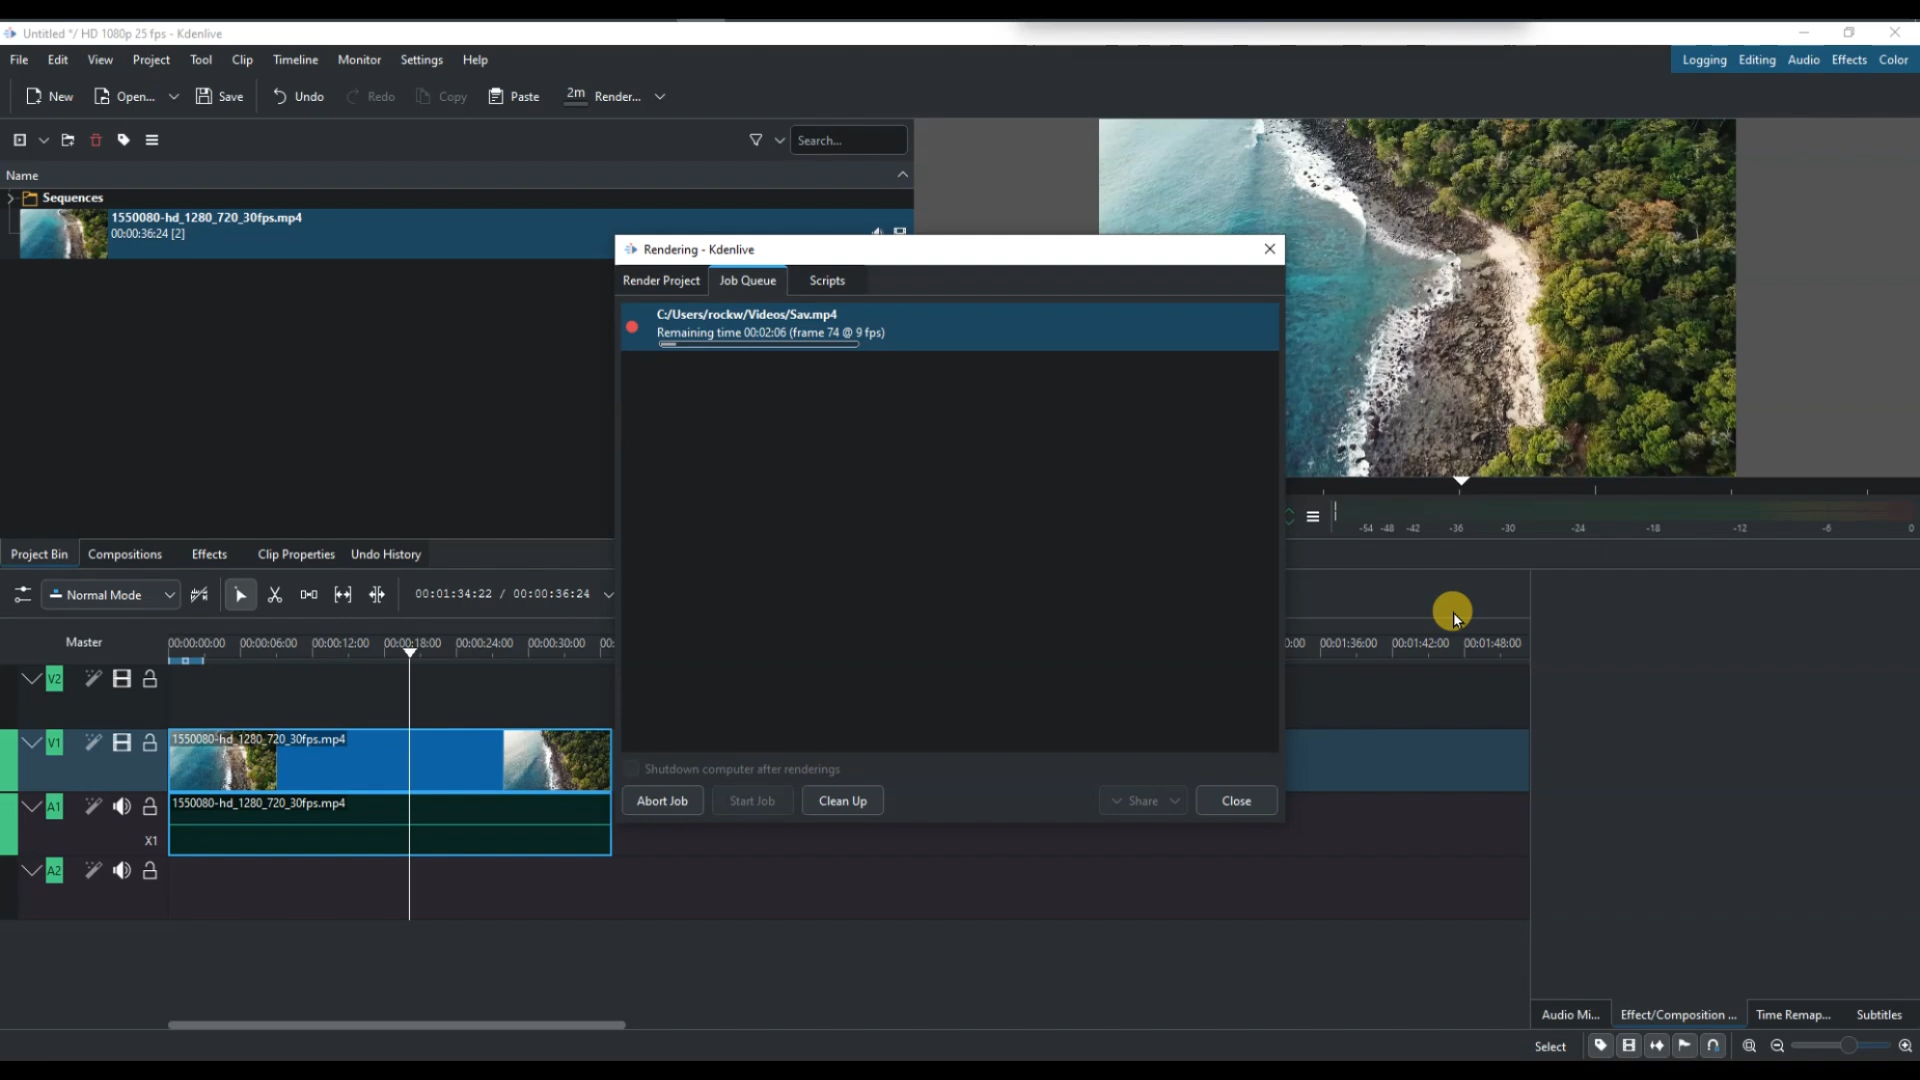 Untitled */ HD 1080p 25 fps - Kdenlive
File Edit View Project Tool Clip Timeline Monitor Settings Help
Logging Editing Audio Effects Color
New Open... Save Undo Redo Copy Paste 2m Render...
Search...
Name
Sequences
1550080-hd_1280_720_30fps.mp4
00:00:36:24 [2]
Rendering - Kdenlive
Render Project Job Queue Scripts
C:/Users/rockw/Videos/Sav.mp4
Remaining time 00:02:06 (frame 74 @ 9 fps)
-54 -48 -42 -36 -30 -24 -18 -12 -6 0
Project Bin Compositions Effects Clip Properties Undo History
Normal Mode 00:01:34:22 / 00:00:36:24
Master 00:00:00:00 00:00:06:00 00:00:12:00 00:00:18:00 00:00:24:00 00:00:30:00 00:
0:00 00:01:36:00 00:01:42:00 00:01:48:00
V2
V1 1550080-hd_1280_720_30fps.mp4
Shutdown computer after renderings
A1 1550080-hd_1280_720_30fps.mp4
Abort Job Start Job Clean Up Share Close
X1
A2
Audio Mi... Effect/Composition ... Time Remap... Subtitles
Select